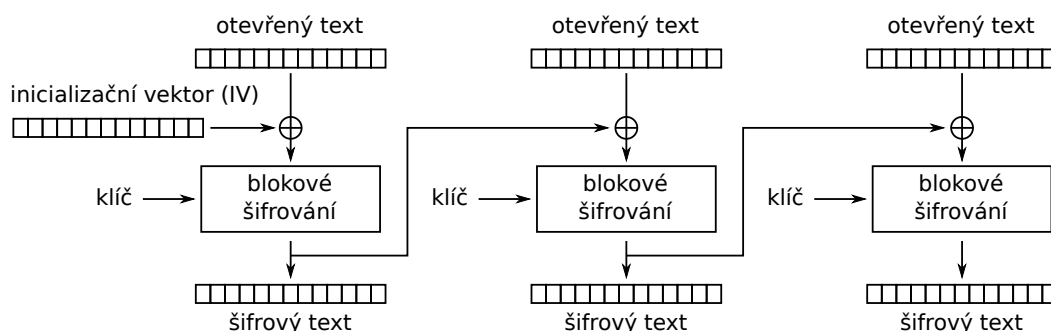 otevřený text
otevřený text
otevřený text
inicializační vektor (IV)
klíč
blokové
šifrování
klíč
blokové
šifrování
klíč
blokové
šifrování
šifrový text
šifrový text
šifrový text